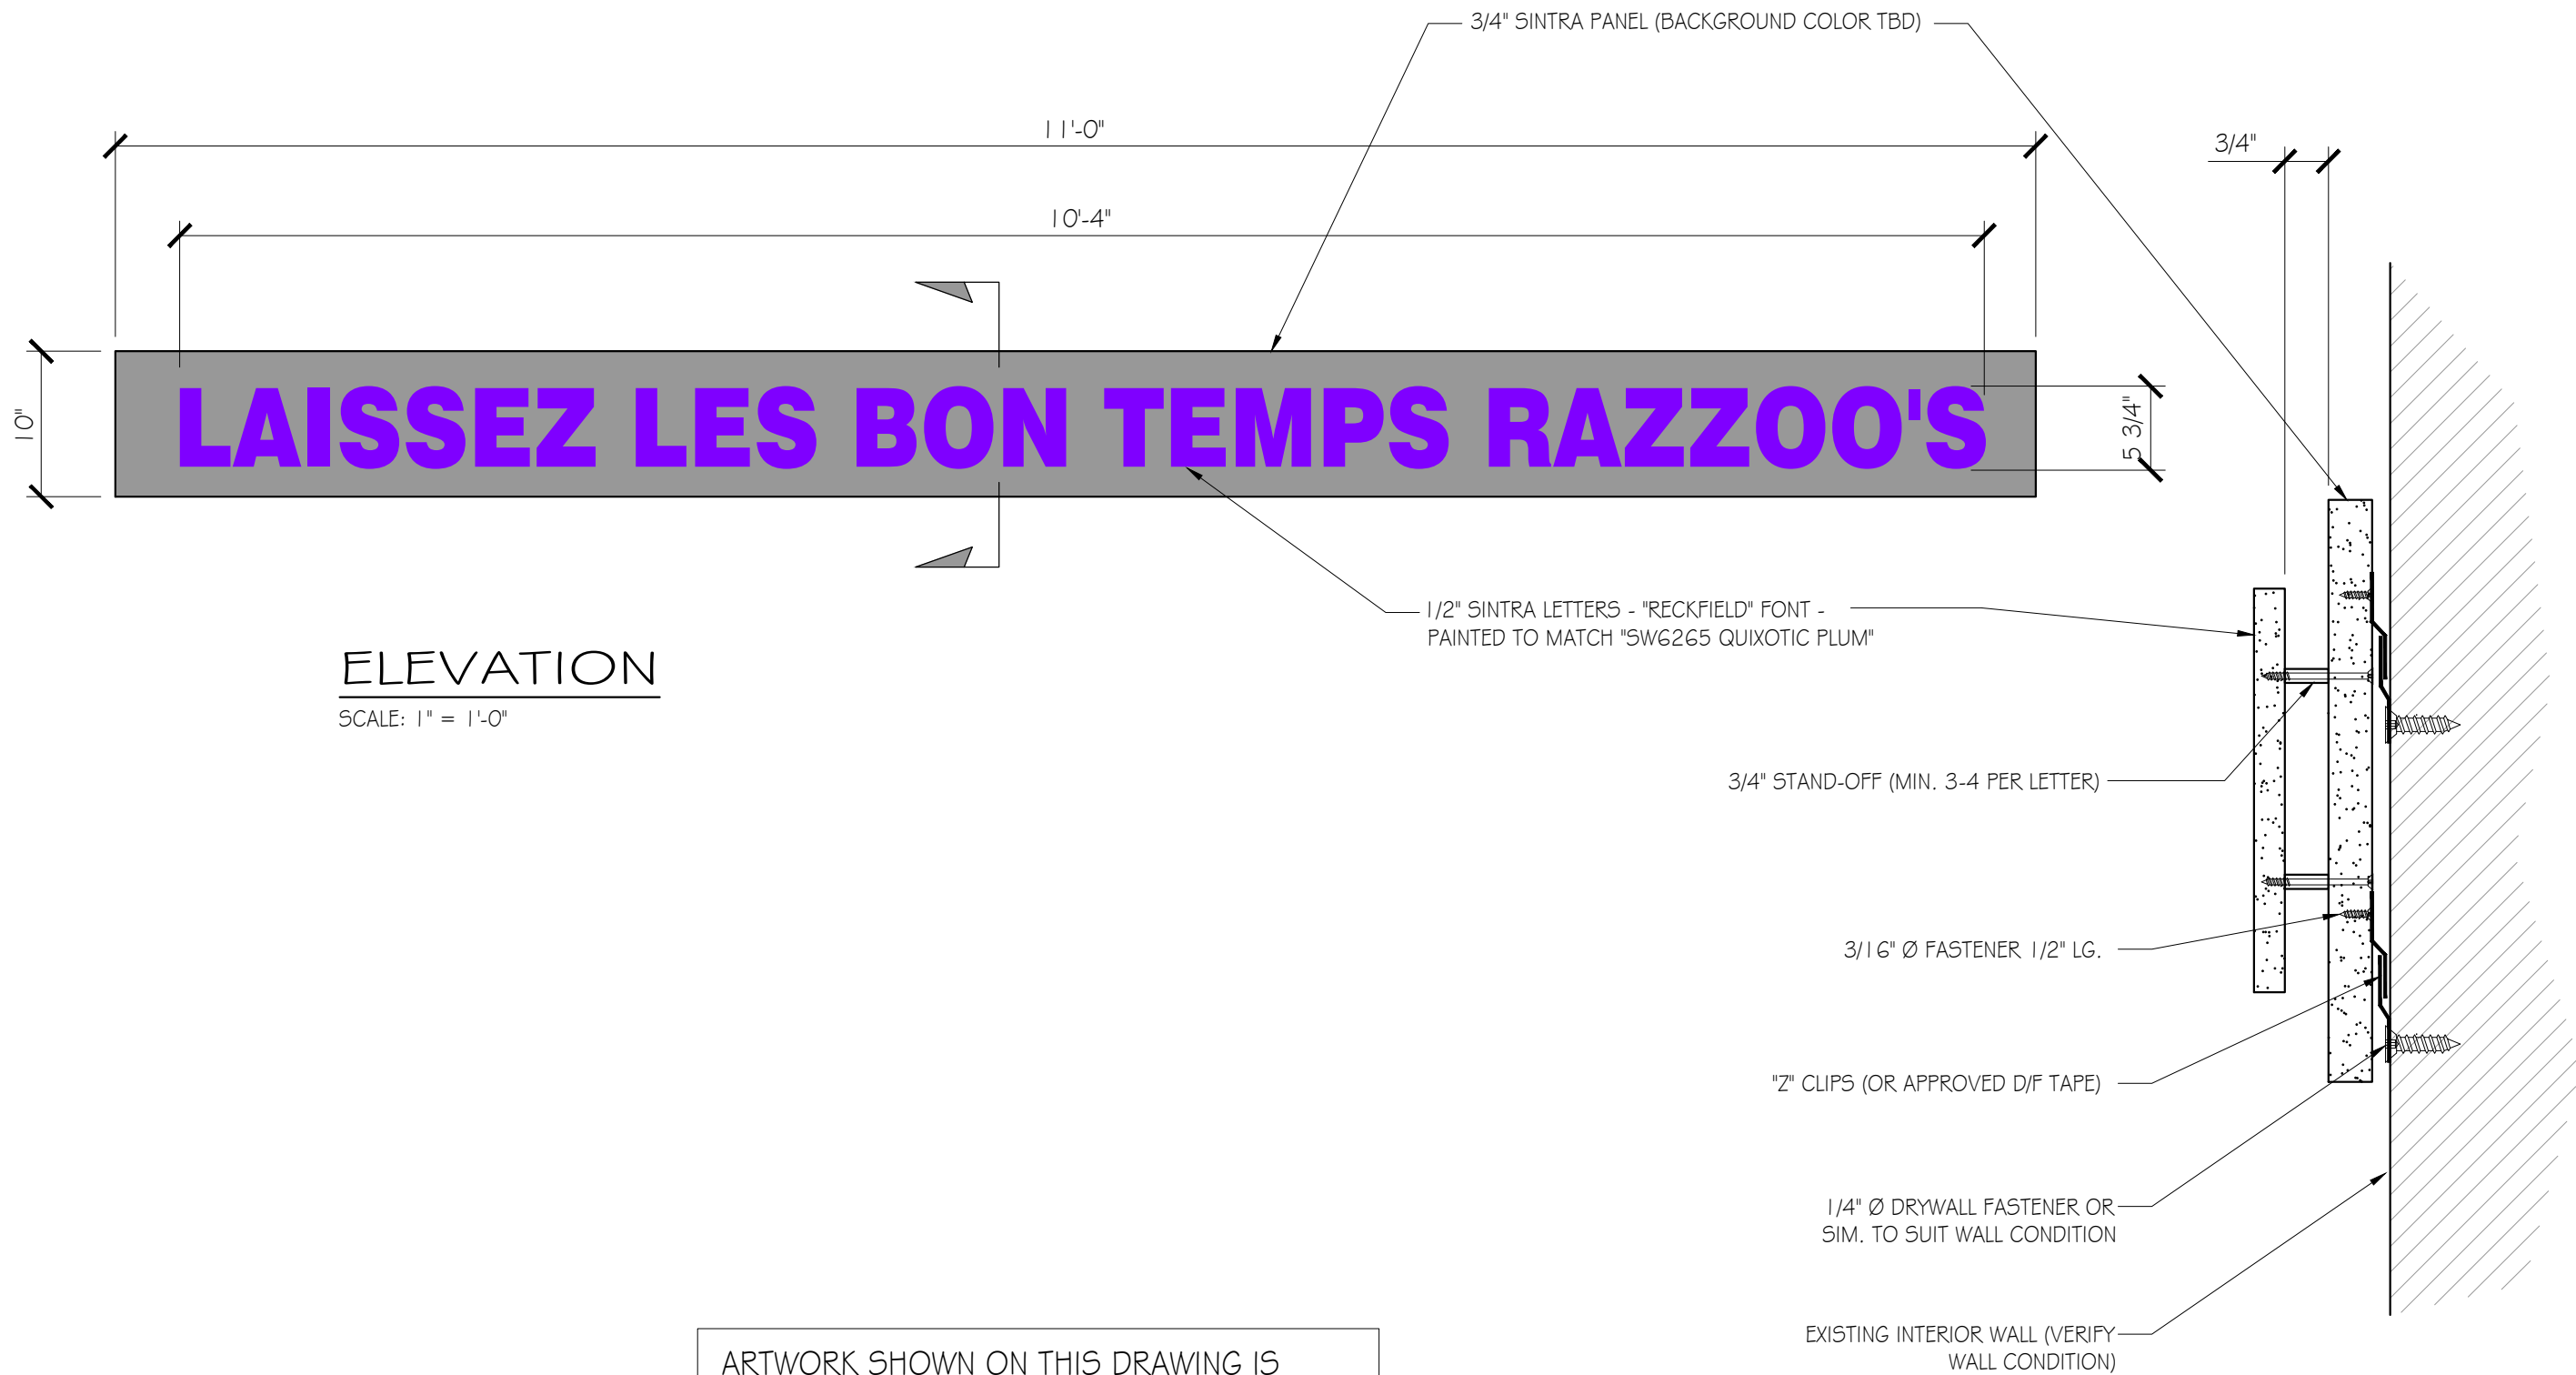 3/4" SINTRA PANEL (BACKGROUND COLOR TBD)
11'-0"
3/4"
10'-4"
10"
LAISSEZ LES BON TEMPS RAZZOO'S
5 3/4"
1/2" SINTRA LETTERS - "RECKFIELD" FONT -
PAINTED TO MATCH "SW6265 QUIXOTIC PLUM"
ELEVATION
SCALE: 1" = 1'-0"
3/4" STAND-OFF (MIN. 3-4 PER LETTER)
3/16" Ø FASTENER 1/2" LG.
"Z" CLIPS (OR APPROVED D/F TAPE)
1/4" Ø DRYWALL FASTENER OR
SIM. TO SUIT WALL CONDITION
EXISTING INTERIOR WALL (VERIFY
WALL CONDITION)
ARTWORK SHOWN ON THIS DRAWING IS